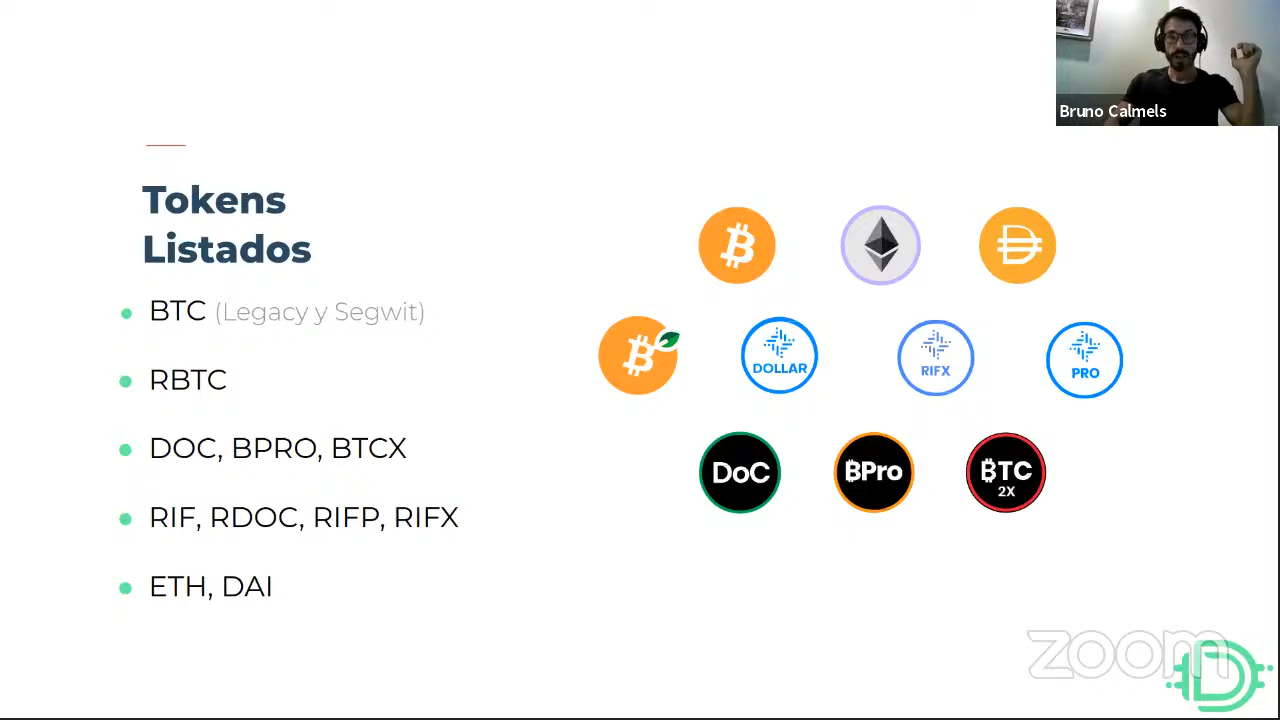 Bruno Calmels
Tokens
Listados
BTC (Legacy y Segwit)
RBTC
DOC, BPRO, BTCX
RIF, RDOC, RIFP, RIFX
ETH, DAI
DOLLAR
RIFX
PRO
DoC
BPro
BTC
2X
zoom